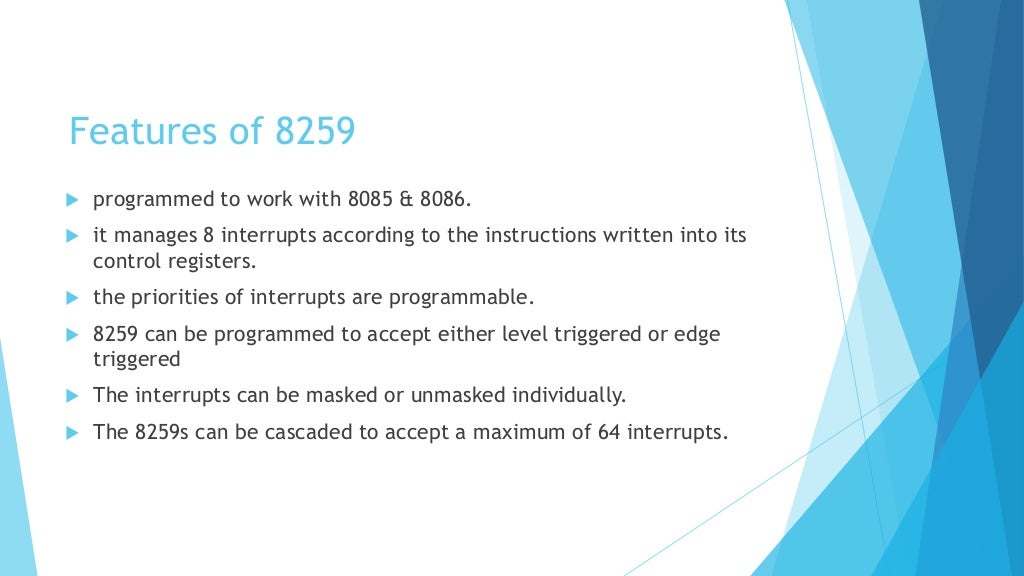 Features of 8259
programmed to work with 8085 & 8086.
it manages 8 interrupts according to the instructions written into its
control registers.
the priorities of interrupts are programmable.
8259 can be programmed to accept either level triggered or edge
triggered
The interrupts can be masked or unmasked individually.
The 8259s can be cascaded to accept a maximum of 64 interrupts.